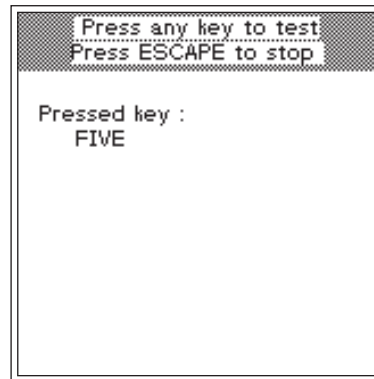 Press any key to test
Press ESCAPE to stop
Pressed key :
FIVE